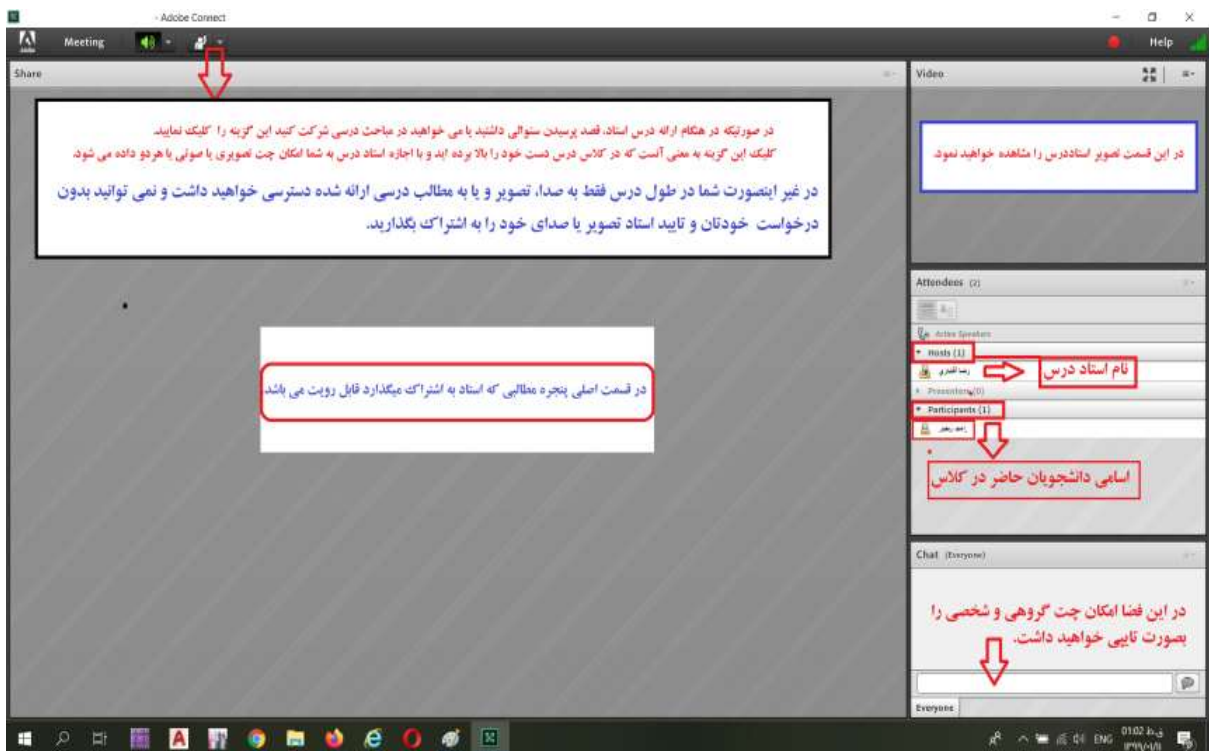 - Adobe Connect
Meeting
Help
Share
در صورتیکه در هنگام ارائه درس استاد، قصد پرسیدن سئوالی داشتید یا می خواهید در مباحث درسی شرکت کنید این گزینه را کلیک نمایید.
کلیک این گزینه به معنی آنست که در کلاس درس دست خود را بالا برده اید و با اجازه استاد درس به شما امکان چت تصویری یا صوتی یا هر دو داده می شود.
در غیر اینصورت شما در طول درس فقط به صدا، تصویر و یا به مطالب درسی ارائه شده دسترسی خواهید داشت و نمی توانید بدون
درخواست خودتان و تایید استاد تصویر یا صدای خود را به اشتراک بگذارید.
در قسمت اصلی پنجره مطالبی که استاد به اشتراک میگذارد قابل رویت می باشد
Video
در این قسمت تصویر استاددرس را مشاهده خواهید نمود.
Attendees (2)
Active Speakers
Hosts (1)
نام استاد درس
Presenters (0)
Participants (1)
اسامی دانشجویان حاضر در کلاس
Chat (Everyone)
در این فضا امکان چت گروهی و شخصی را
بصورت تایپی خواهید داشت.
Everyone
ENG
01:02 ق.ظ